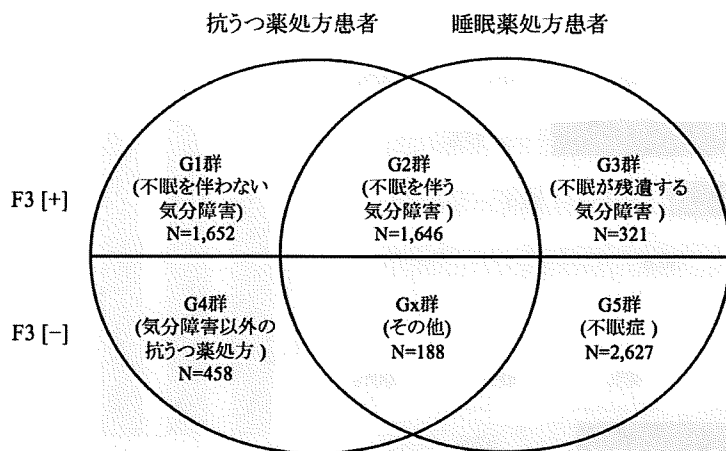 抗うつ薬処方患者 睡眠薬処方患者
F3 [+]
G1群
(不眠を伴わない
気分障害)
N=1,652
G2群
(不眠を伴う
気分障害 )
N=1,646
G3群
(不眠が残遺する
気分障害 )
N=321
F3 [−]
G4群
(気分障害以外の
抗うつ薬処方 )
N=458
Gx群
(その他)
N=188
G5群
(不眠症 )
N=2,627